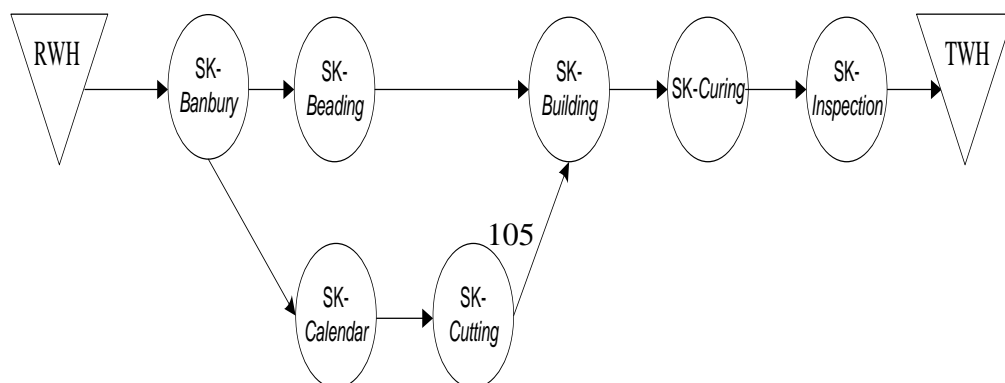 RWH
SK-
Banbury
SK-
Beading
SK-
Building
SK-Curing
SK-
Inspection
TWH
105
SK-
Calendar
SK-
Cutting